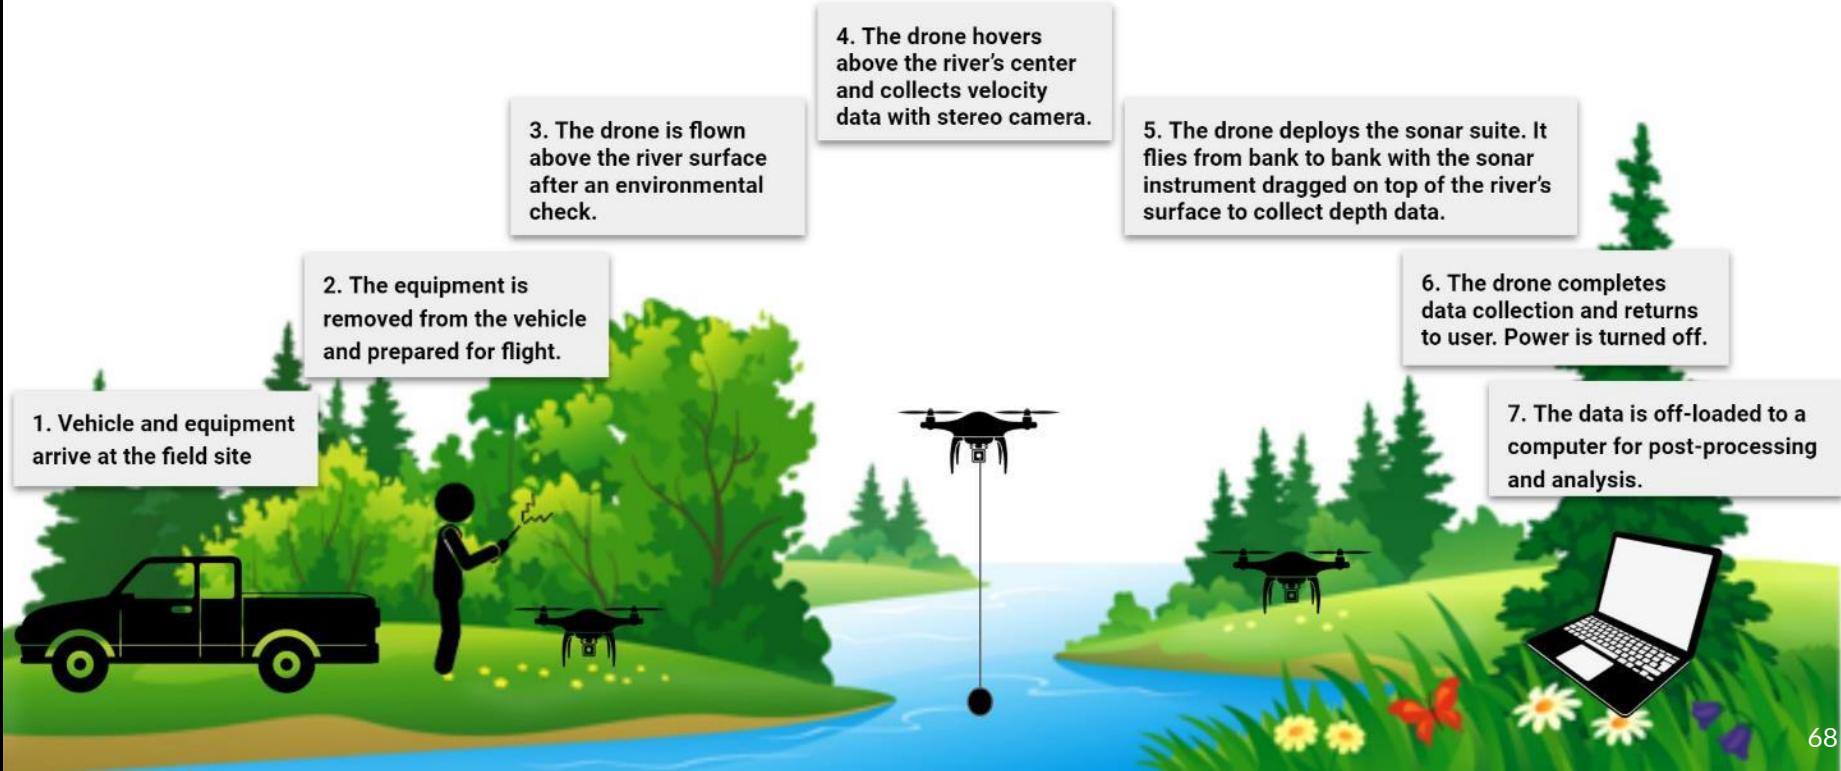 1. Vehicle and equipment
arrive at the field site
2. The equipment is
removed from the vehicle
and prepared for flight.
3. The drone is flown
above the river surface
after an environmental
check.
4. The drone hovers
above the river’s center
and collects velocity
data with stereo camera.
5. The drone deploys the sonar suite. It
flies from bank to bank with the sonar
instrument dragged on top of the river’s
surface to collect depth data.
6. The drone completes
data collection and returns
to user. Power is turned off.
7. The data is off-loaded to a
computer for post-processing
and analysis.
68